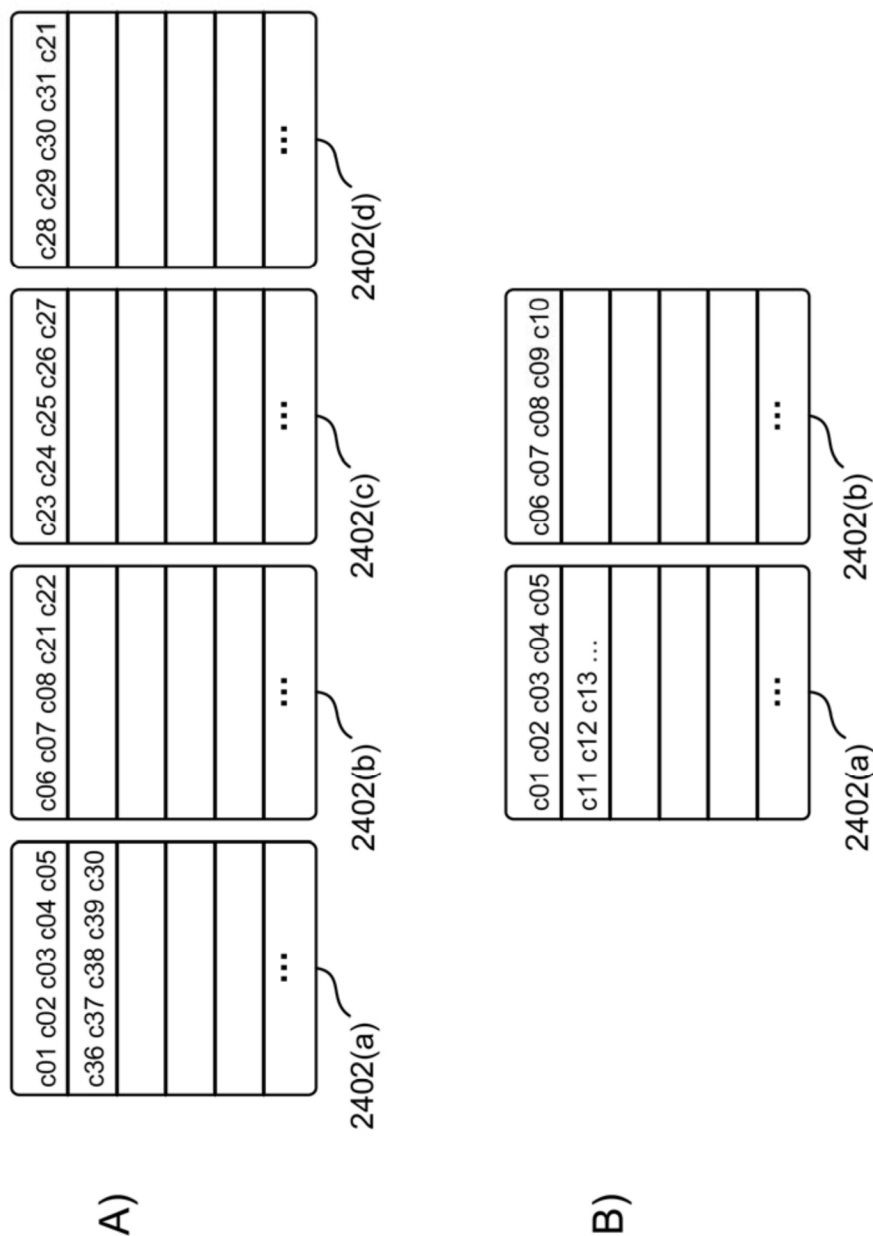 A)
c01 c02 c03 c04 c05
c36 c37 c38 c39 c30
...
2402(a)
c06 c07 c08 c21 c22
...
2402(b)
c23 c24 c25 c26 c27
...
2402(c)
c28 c29 c30 c31 c21
...
2402(d)
B)
c01 c02 c03 c04 c05
c11 c12 c13 ...
...
2402(a)
c06 c07 c08 c09 c10
...
2402(b)